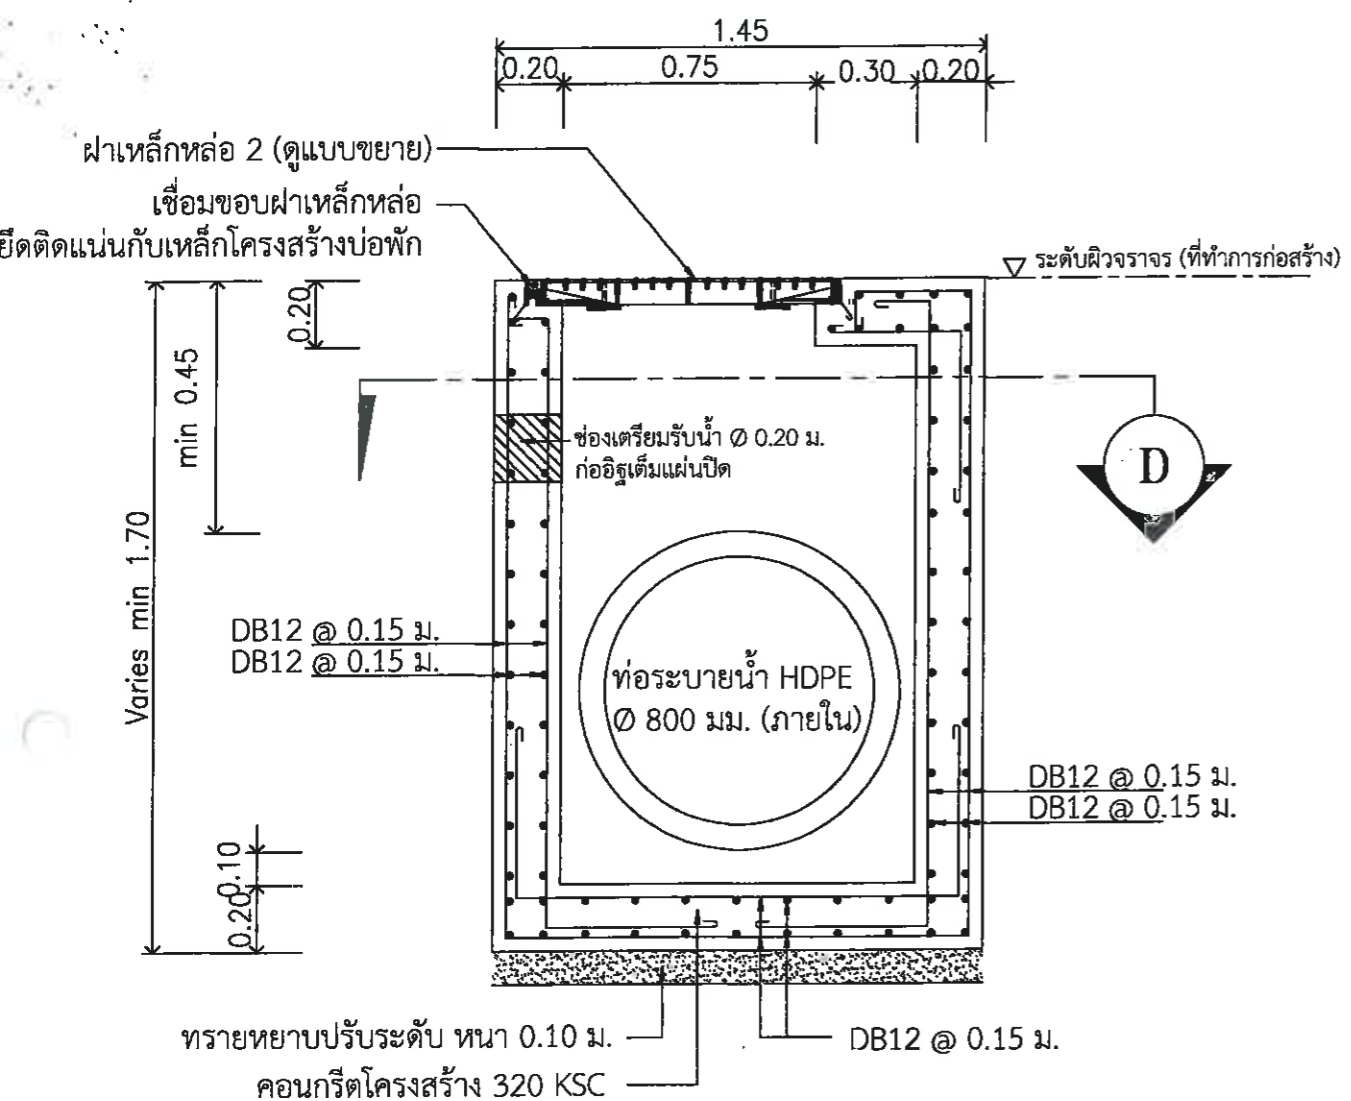 1.45
0.20 0.75 0.30 0.20
ฝาเหล็กหล่อ 2 (ดูแบบขยาย)
เชื่อมขอบฝาเหล็กหล่อ
ยึดติดแน่นกับเหล็กโครงสร้างบ่อพัก
ระดับผิวจราจร (ที่ทำการก่อสร้าง)
0.20
min 0.45
Varies min 1.70
ช่องเตรียมรับน้ำ Ø 0.20 ม.
ก่ออิฐเต็มแผ่นปิด
D
DB12 @ 0.15 ม.
DB12 @ 0.15 ม.
ท่อระบายน้ำ HDPE
Ø 800 มม. (ภายใน)
DB12 @ 0.15 ม.
DB12 @ 0.15 ม.
0.10
0.20
ทรายหยาบปรับระดับ หนา 0.10 ม.
DB12 @ 0.15 ม.
คอนกรีตโครงสร้าง 320 KSC